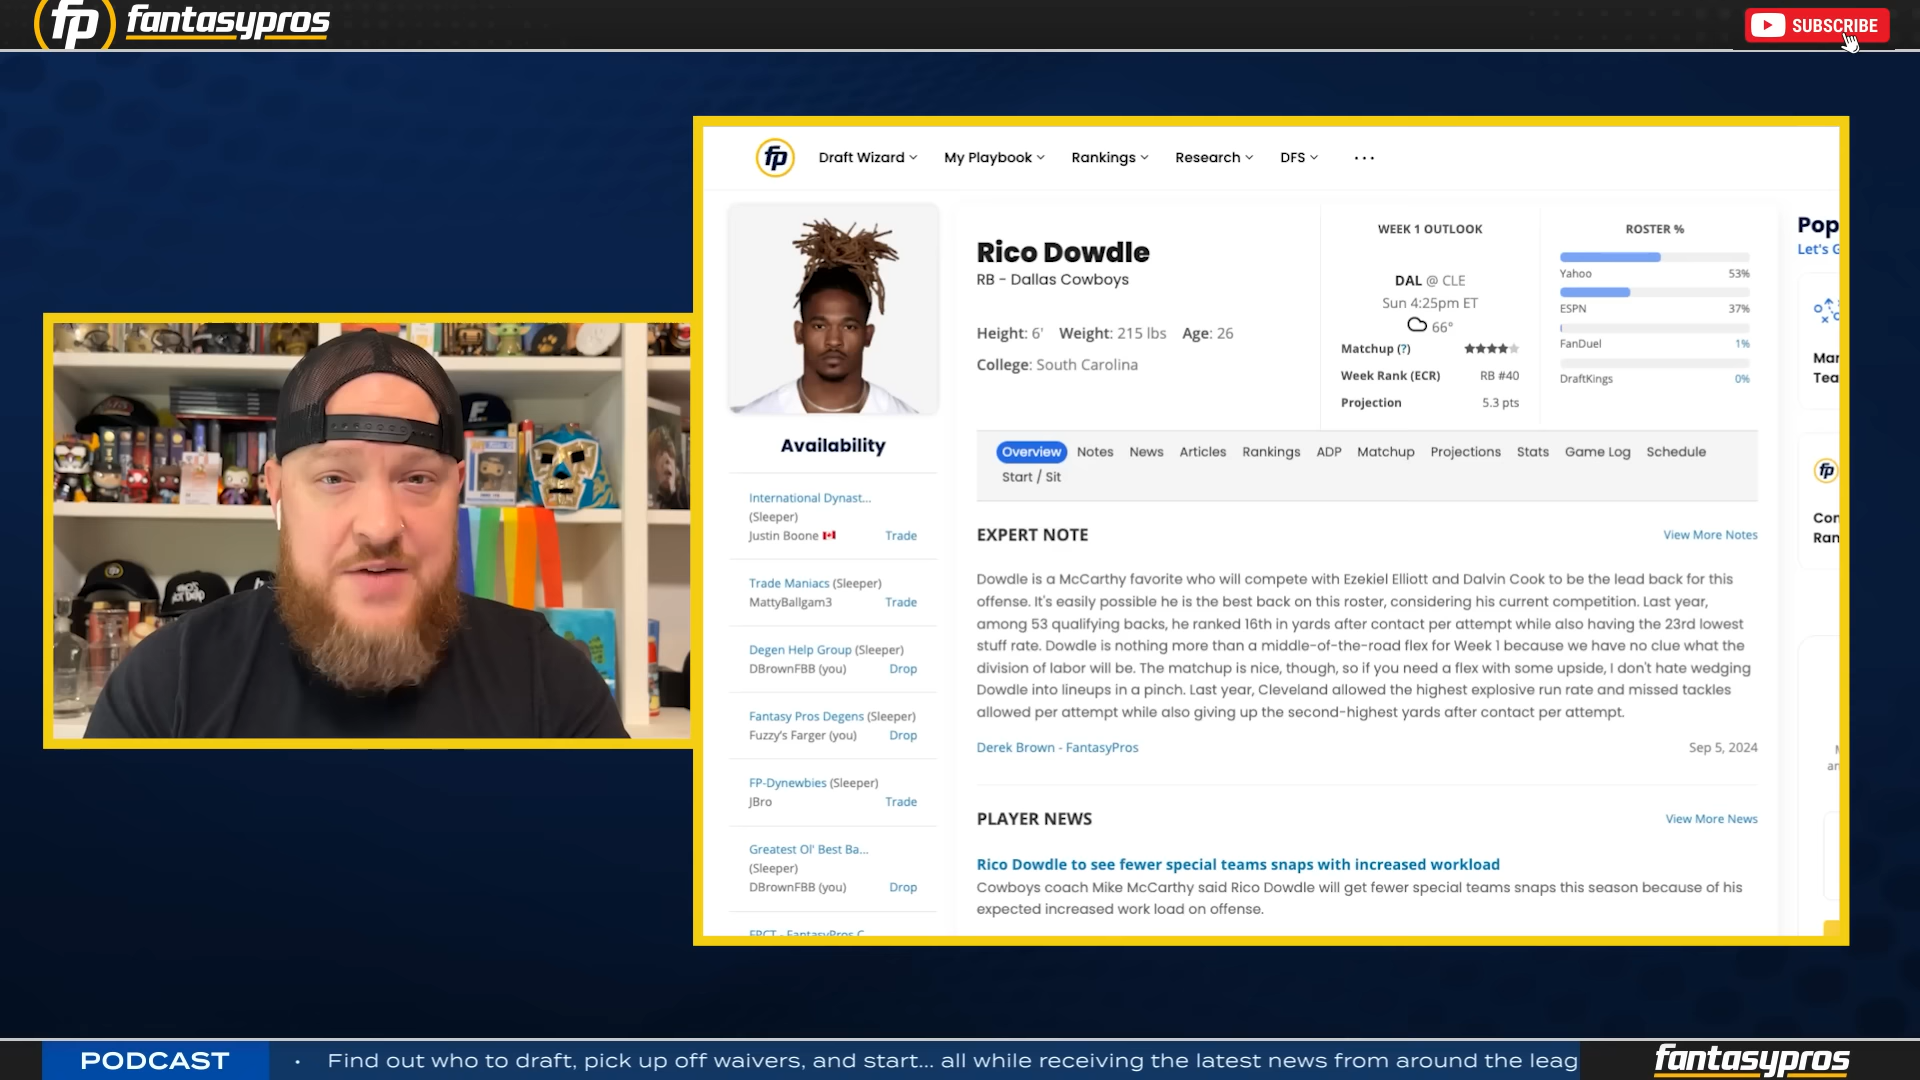 fp fantasypros
SUBSCRIBE
fp
Draft Wizard
My Playbook
Rankings
Research
DFS
...
Rico Dowdle
RB - Dallas Cowboys
Height: 6' Weight: 215 lbs Age: 26
College: South Carolina
WEEK 1 OUTLOOK
DAL @ CLE
Sun 4:25pm ET
66°
Matchup (?)
Week Rank (ECR) RB #40
Projection 5.3 pts
ROSTER %
Yahoo 53%
ESPN 37%
FanDuel 1%
DraftKings 0%
Pop
Let's G
Mar
Tea
fp
Con
Ran
Availability
International Dynast...
(Sleeper)
Justin Boone Trade
Trade Maniacs (Sleeper)
MattyBallgam3 Trade
Degen Help Group (Sleeper)
DBrownFBB (you) Drop
Fantasy Pros Degens (Sleeper)
Fuzzy's Farger (you) Drop
FP-Dynewbies (Sleeper)
JBro Trade
Greatest Ol' Best Ba...
(Sleeper)
DBrownFBB (you) Drop
FPCT - FantasyPros C
Overview Notes News Articles Rankings ADP Matchup Projections Stats Game Log Schedule
Start / Sit
EXPERT NOTE View More Notes
Dowdle is a McCarthy favorite who will compete with Ezekiel Elliott and Dalvin Cook to be the lead back for this
offense. It's easily possible he is the best back on this roster, considering his current competition. Last year,
among 53 qualifying backs, he ranked 16th in yards after contact per attempt while also having the 23rd lowest
stuff rate. Dowdle is nothing more than a middle-of-the-road flex for Week 1 because we have no clue what the
division of labor will be. The matchup is nice, though, so if you need a flex with some upside, I don't hate wedging
Dowdle into lineups in a pinch. Last year, Cleveland allowed the highest explosive run rate and missed tackles
allowed per attempt while also giving up the second-highest yards after contact per attempt.
Derek Brown - FantasyPros Sep 5, 2024
PLAYER NEWS View More News
Rico Dowdle to see fewer special teams snaps with increased workload
Cowboys coach Mike McCarthy said Rico Dowdle will get fewer special teams snaps this season because of his
expected increased work load on offense.
PODCAST
• Find out who to draft, pick up off waivers, and start... all while receiving the latest news from around the leag
fantasypros